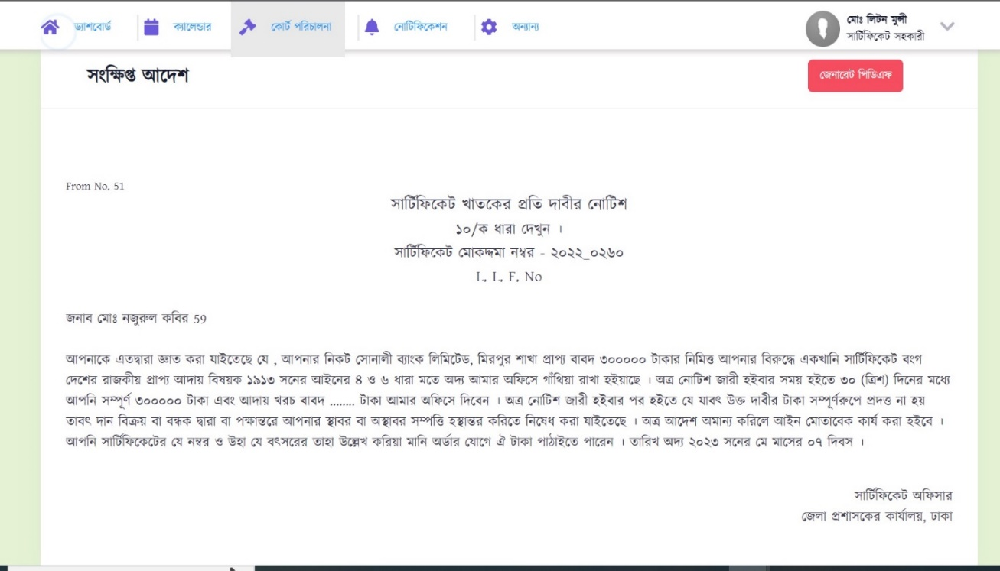 ড্যাশবোর্ড ক্যালেন্ডার কোর্ট পরিচালনা নোটিফিকেশন অন্যান্য মোঃ লিটন মুন্সী
সার্টিফিকেট সহকারী
সংক্ষিপ্ত আদেশ জেনারেট পিডিএফ
From No. 51
সার্টিফিকেট খাতকের প্রতি দাবীর নোটিশ
১০/ক ধারা দেখুন ।
সার্টিফিকেট মোকদ্দমা নম্বর - ২০২২_০২৬০
L. L. F. No
জনাব মোঃ নজুরুল কবির 59
আপনাকে এতদ্বারা জ্ঞাত করা যাইতেছে যে , আপনার নিকট সোনালী ব্যাংক লিমিটেড, মিরপুর শাখা প্রাপ্য বাবদ ৩০০০০০ টাকার নিমিত্ত আপনার বিরুদ্ধে একখানি সার্টিফিকেট বংগ
দেশের রাজকীয় প্রাপ্য আদায় বিষয়ক ১৯১৩ সনের আইনের ৪ ও ৬ ধারা মতে অদ্য আমার অফিসে গাঁথিয়া রাখা হইয়াছে । অত্র নোটিশ জারী হইবার সময় হইতে ৩০ (ত্রিশ) দিনের মধ্যে
আপনি সম্পূর্ণ ৩০০০০০ টাকা এবং আদায় খরচ বাবদ ........ টাকা আমার অফিসে দিবেন । অত্র নোটিশ জারী হইবার পর হইতে যে যাবৎ উক্ত দাবীর টাকা সম্পূর্ণরুপে প্রদত্ত না হয়
তাবৎ দান বিক্রয় বা বন্ধক দ্বারা বা পক্ষান্তরে আপনার স্থাবর বা অস্থাবর সম্পত্তি হস্থান্তর করিতে নিষেধ করা যাইতেছে । অত্র আদেশ অমান্য করিলে আইন মোতাবেক কার্য করা হইবে ।
আপনি সার্টিফিকেটের যে নম্বর ও উহা যে বৎসরের তাহা উল্লেখ করিয়া মানি অর্ডার যোগে ঐ টাকা পাঠাইতে পারেন । তারিখ অদ্য ২০২৩ সনের মে মাসের ০৭ দিবস ।
সার্টিফিকেট অফিসার
জেলা প্রশাসকের কার্যালয়, ঢাকা